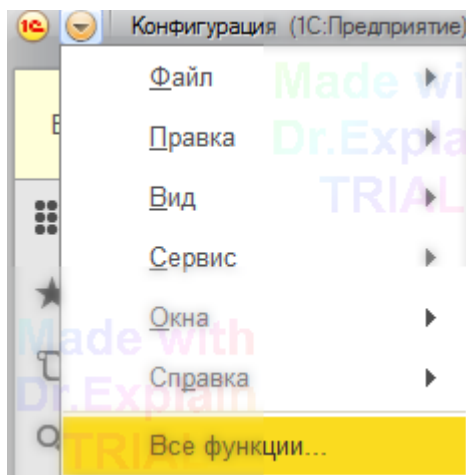 1С Конфигурация (1С:Предприятие)
Файл
Правка
Вид
Сервис
Окна
Справка
Все функции...
Made wi
Dr.Expla
TRIAL
Made with
Dr.Explain
TRIAL